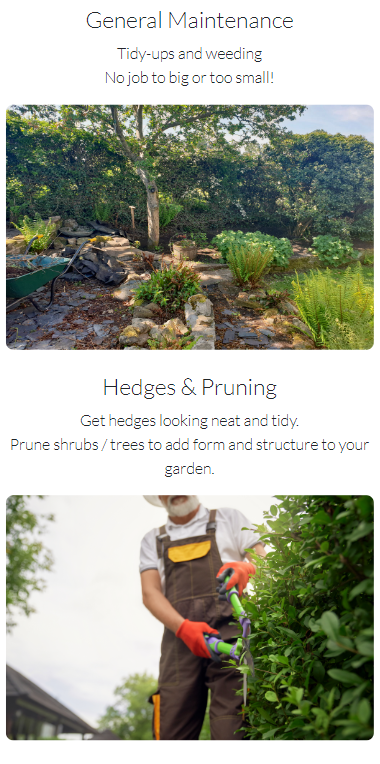 General Maintenance
Tidy-ups and weeding
No job to big or too small!
Hedges & Pruning
Get hedges looking neat and tidy.
Prune shrubs / trees to add form and structure to your
garden.